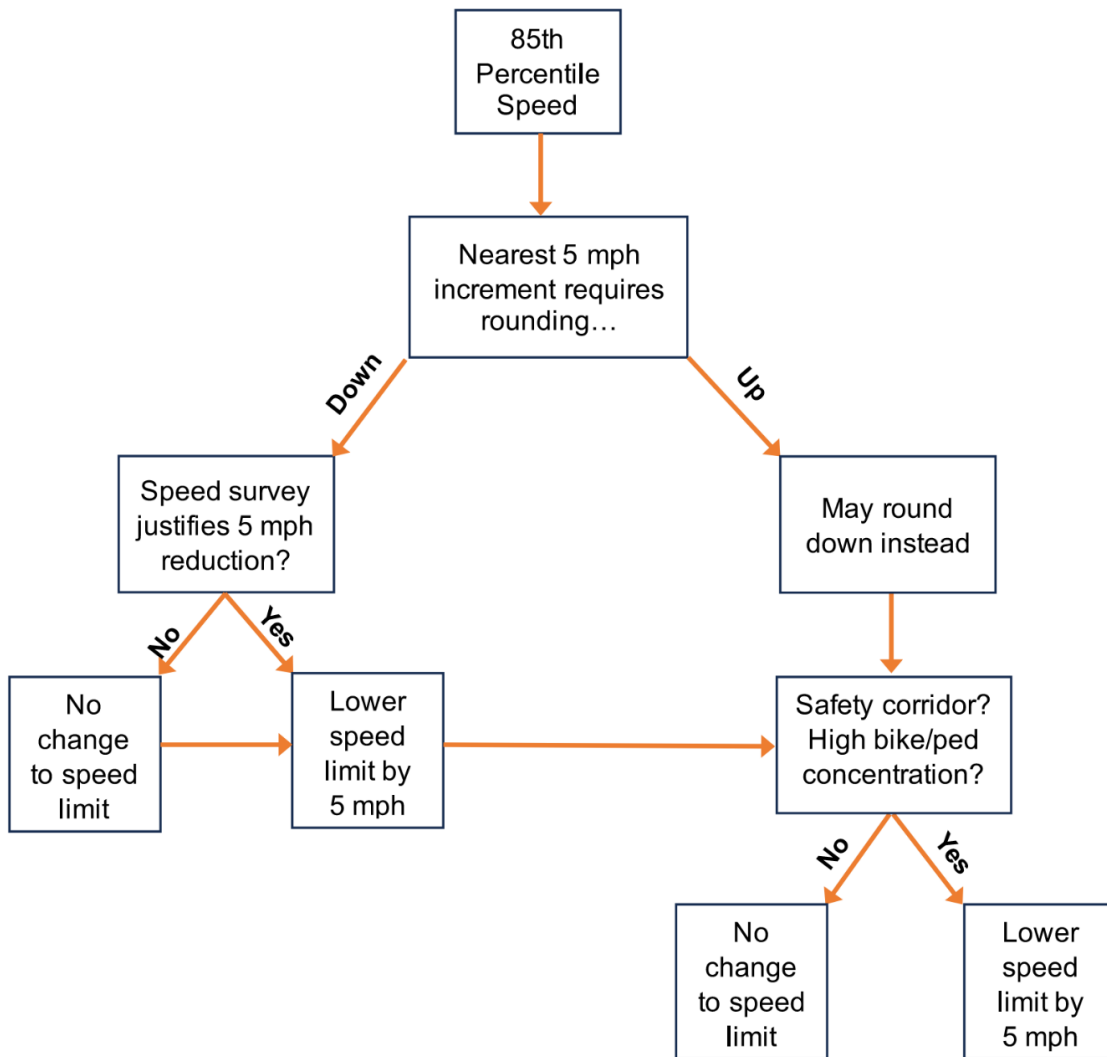 85th
Percentile
Speed
Nearest 5 mph
increment requires
rounding…
Down
Up
Speed survey
justifies 5 mph
reduction?
May round
down instead
No
Yes
No
change
to speed
limit
Lower
speed
limit by
5 mph
Safety corridor?
High bike/ped
concentration?
No
Yes
No
change
to speed
limit
Lower
speed
limit by
5 mph